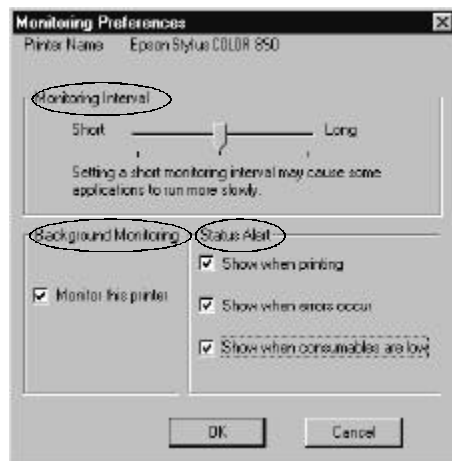 Monitoring Preferences
Printer Name Epson Stylus COLOR 850
Monitoring Interval
Short Long
Setting a short monitoring interval may cause some
applications to run more slowly.
Background Monitoring
Monitor this printer
Status Alert
Show when printing
Show when errors occur
Show when consumables are low
OK Cancel